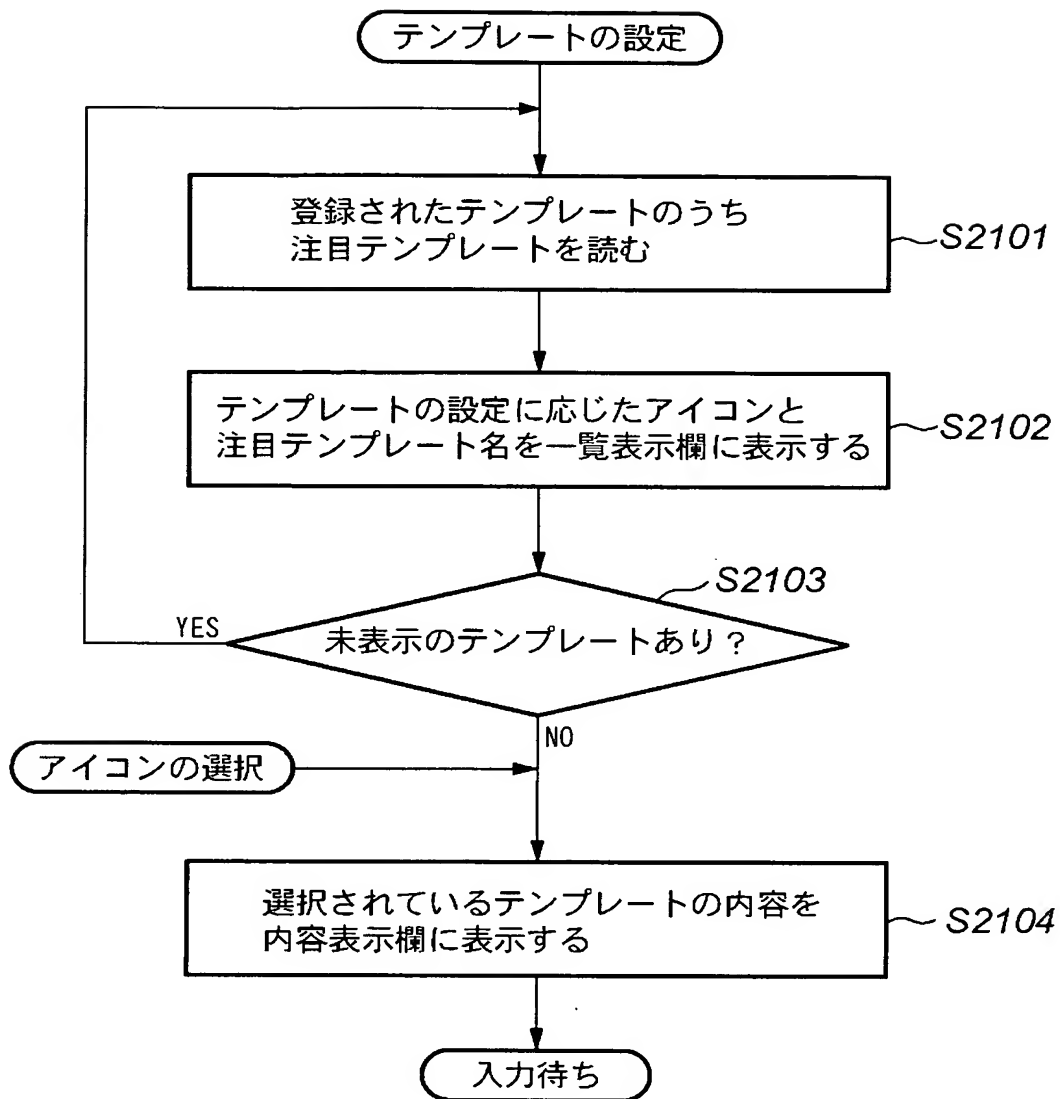 テンプレートの設定
登録されたテンプレートのうち
注目テンプレートを読む
S2101
テンプレートの設定に応じたアイコンと
注目テンプレート名を一覧表示欄に表示する
S2102
S2103
YES
未表示のテンプレートあり？
NO
アイコンの選択
選択されているテンプレートの内容を
内容表示欄に表示する
S2104
入力待ち